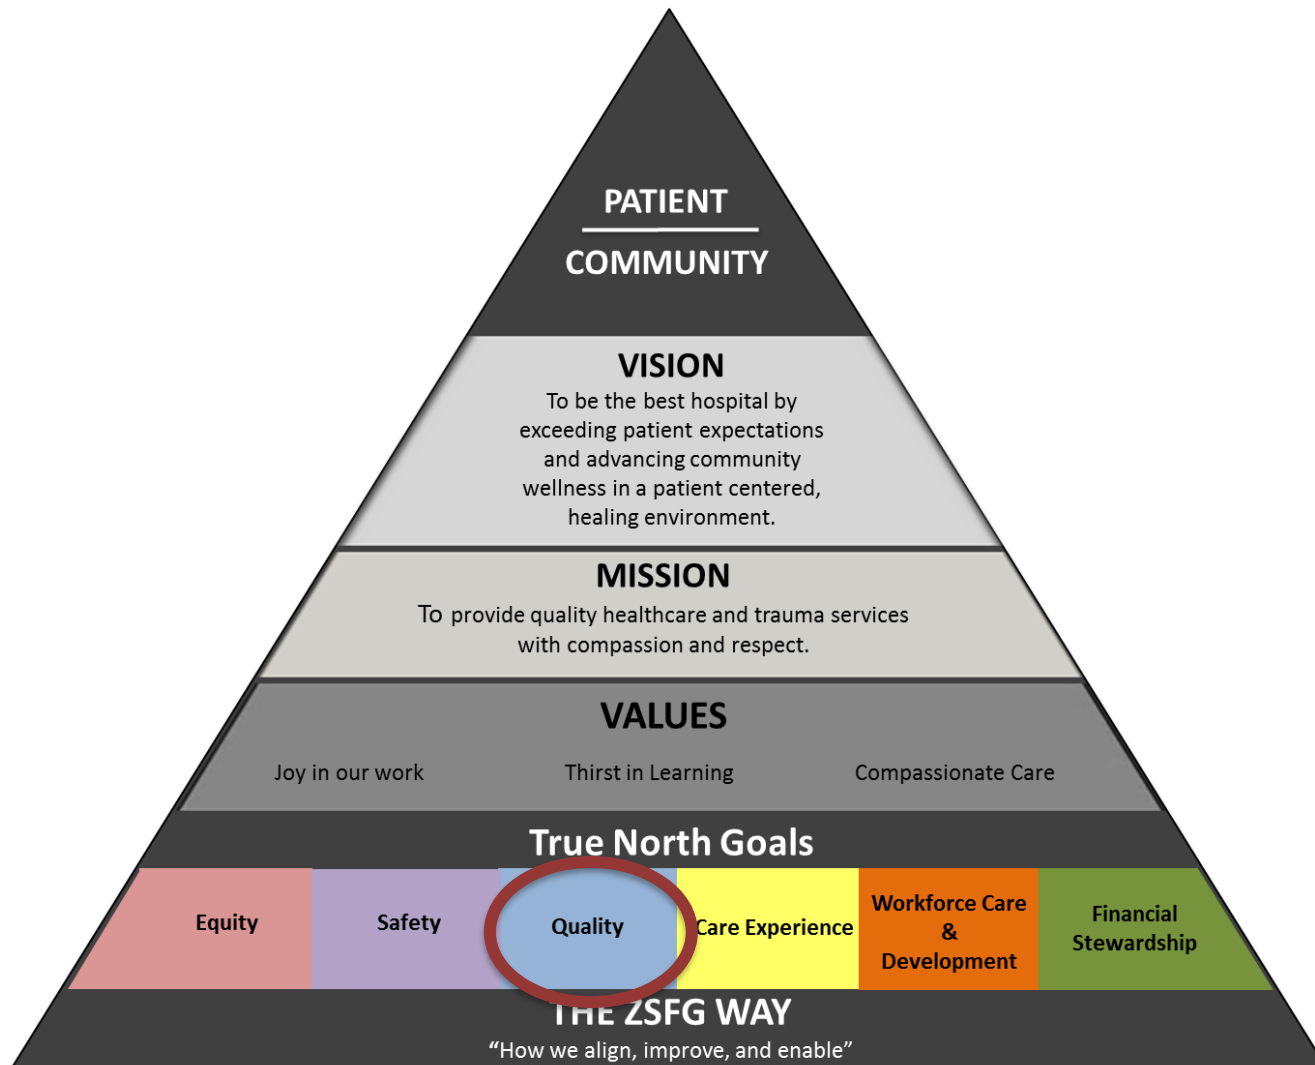 PATIENT
COMMUNITY
VISION
To be the best hospital by
exceeding patient expectations
and advancing community
wellness in a patient centered,
healing environment.
MISSION
To provide quality healthcare and trauma services
with compassion and respect.
VALUES
Joy in our work
Thirst in Learning
Compassionate Care
True North Goals
Equity
Safety
Quality
Care Experience
Workforce Care
&
Development
Financial
Stewardship
THE ZSFG WAY
“How we align, improve, and enable”